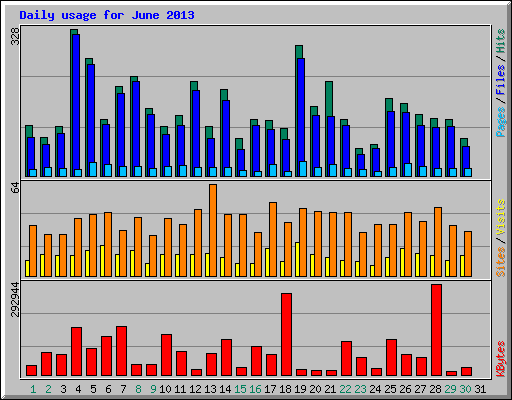 Daily usage for June 2013
328
Pages / Files / Hits
64
Sites / Visits
292944
KBytes
1 2 3 4 5 6 7 8 9 10 11 12 13 14 15 16 17 18 19 20 21 22 23 24 25 26 27 28 29 30 31